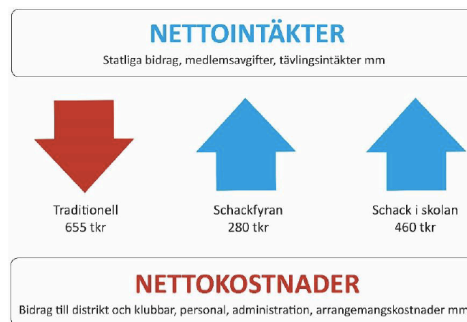 NETTOINTÄKTER
Statliga bidrag, medlemsavgifter, tävlingsintäkter mm
Traditionell
655 tkr
Schackfyran
280 tkr
Schack i skolan
460 tkr
NETTOKOSTNADER
Bidrag till distrikt och klubbar, personal, administration, arrangemangskostnader mm